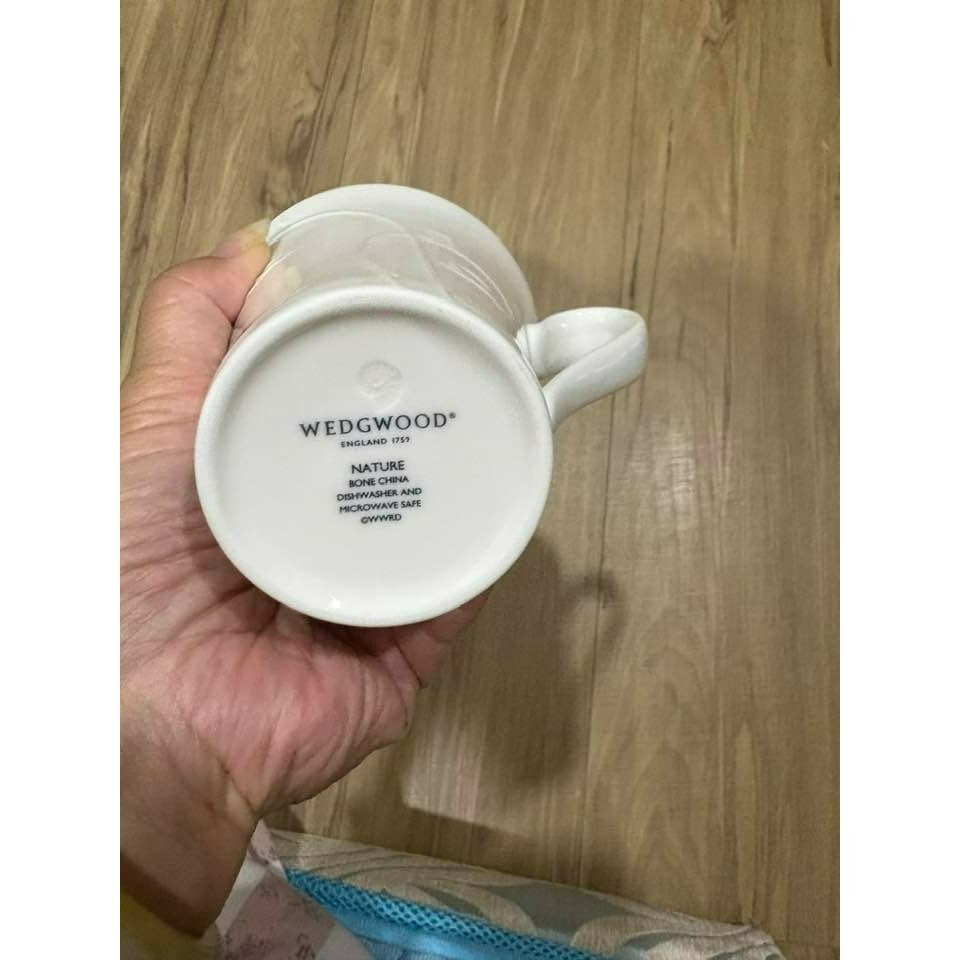 WEDGWOOD®
ENGLAND 1759
NATURE
BONE CHINA
DISHWASHER AND
MICROWAVE SAFE
©WWRD